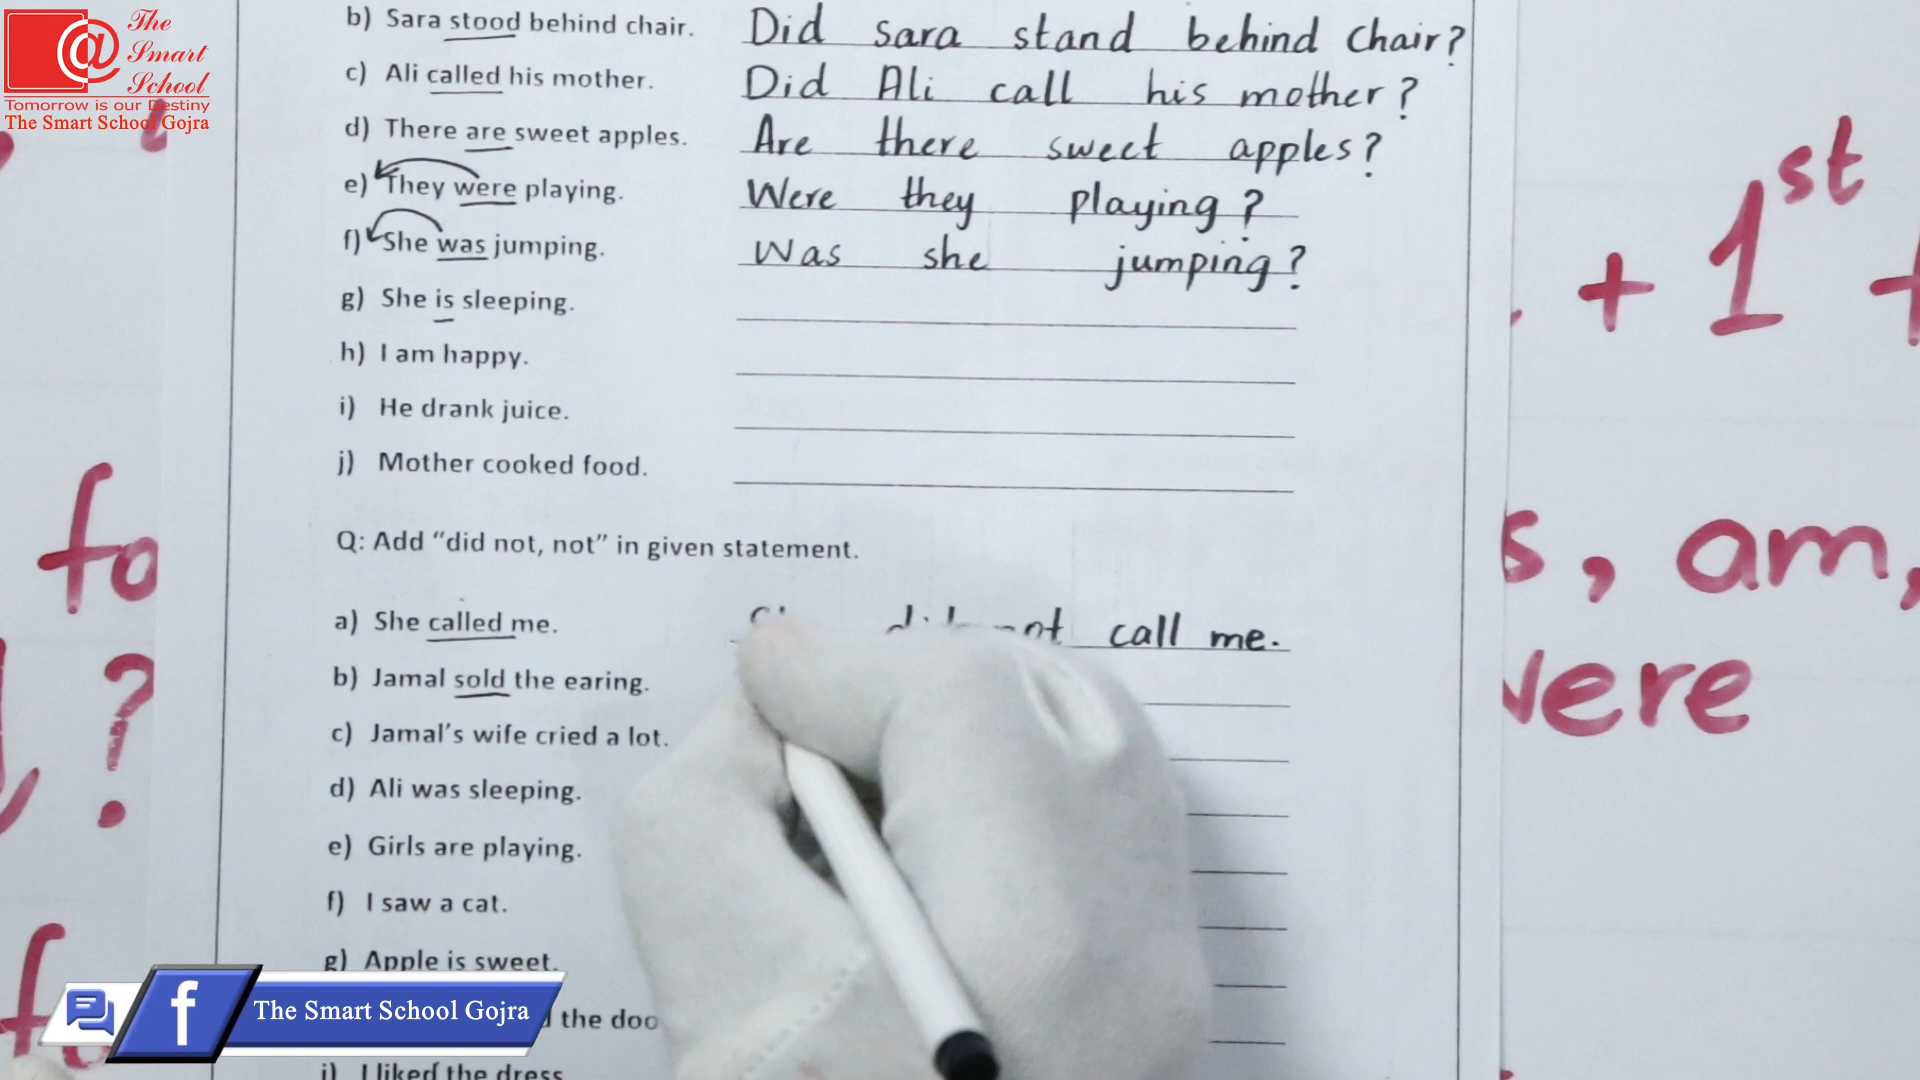 The
Smart
School
Tomorrow is our Destiny
The Smart School Gojra
b) Sara stood behind chair. Did sara stand behind chair?
c) Ali called his mother. Did Ali call his mother?
d) There are sweet apples. Are there sweet apples?
e) They were playing. Were they playing?
f) She was jumping. Was she jumping?
g) She is sleeping.
h) I am happy.
i) He drank juice.
j) Mother cooked food.
Q: Add “did not, not” in given statement.
a) She called me. not call me.
b) Jamal sold the earing.
c) Jamal’s wife cried a lot.
d) Ali was sleeping.
e) Girls are playing.
f) I saw a cat.
g) Apple is sweet.
the
i) I liked the dress
+ 1st +
fo
, am,
?
were
The Smart School Gojra